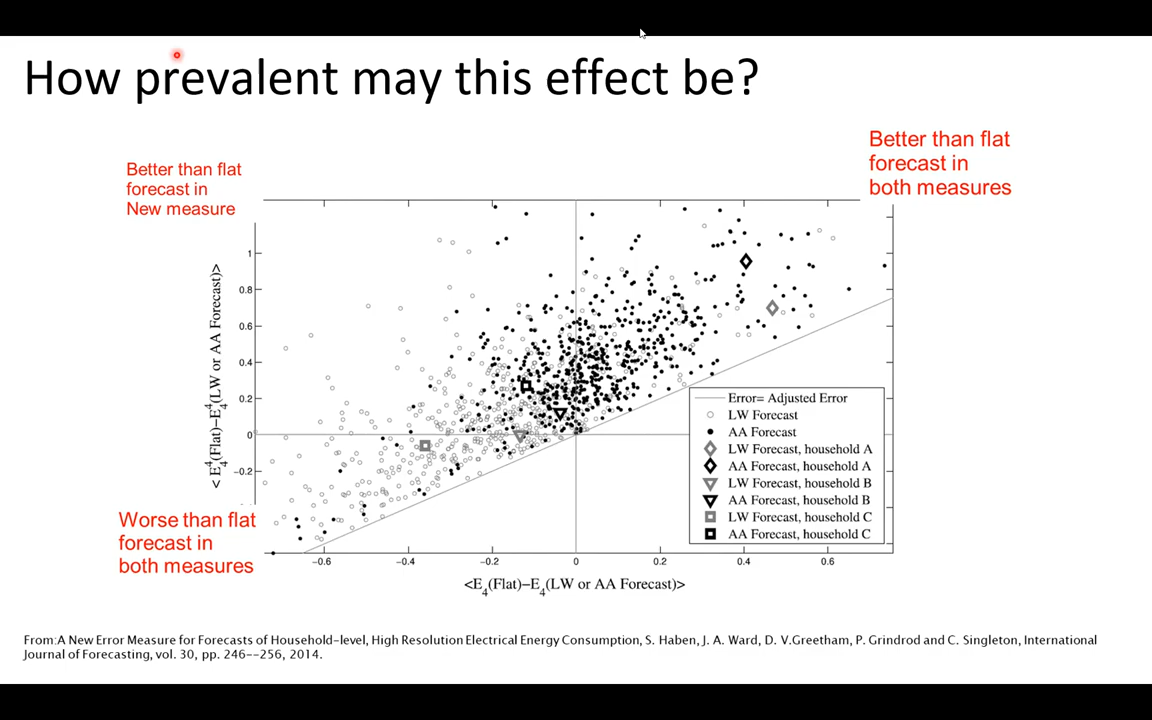 How prevalent may this effect be?
Better than flat
forecast in
New measure
Better than flat
forecast in
both measures
Worse than flat
forecast in
both measures
1
0.8
0.6
0.4
0.2
0
−0.2
<E⁴₄(Flat)−E⁴₄(LW or AA Forecast)>
−0.6 −0.4 −0.2 0 0.2 0.4 0.6
<E₄(Flat)−E₄(LW or AA Forecast)>
Error= Adjusted Error
LW Forecast
AA Forecast
LW Forecast, household A
AA Forecast, household A
LW Forecast, household B
AA Forecast, household B
LW Forecast, household C
AA Forecast, household C
From:A New Error Measure for Forecasts of Household-level, High Resolution Electrical Energy Consumption, S. Haben, J. A. Ward, D. V.Greetham, P. Grindrod and C. Singleton, International
Journal of Forecasting, vol. 30, pp. 246--256, 2014.